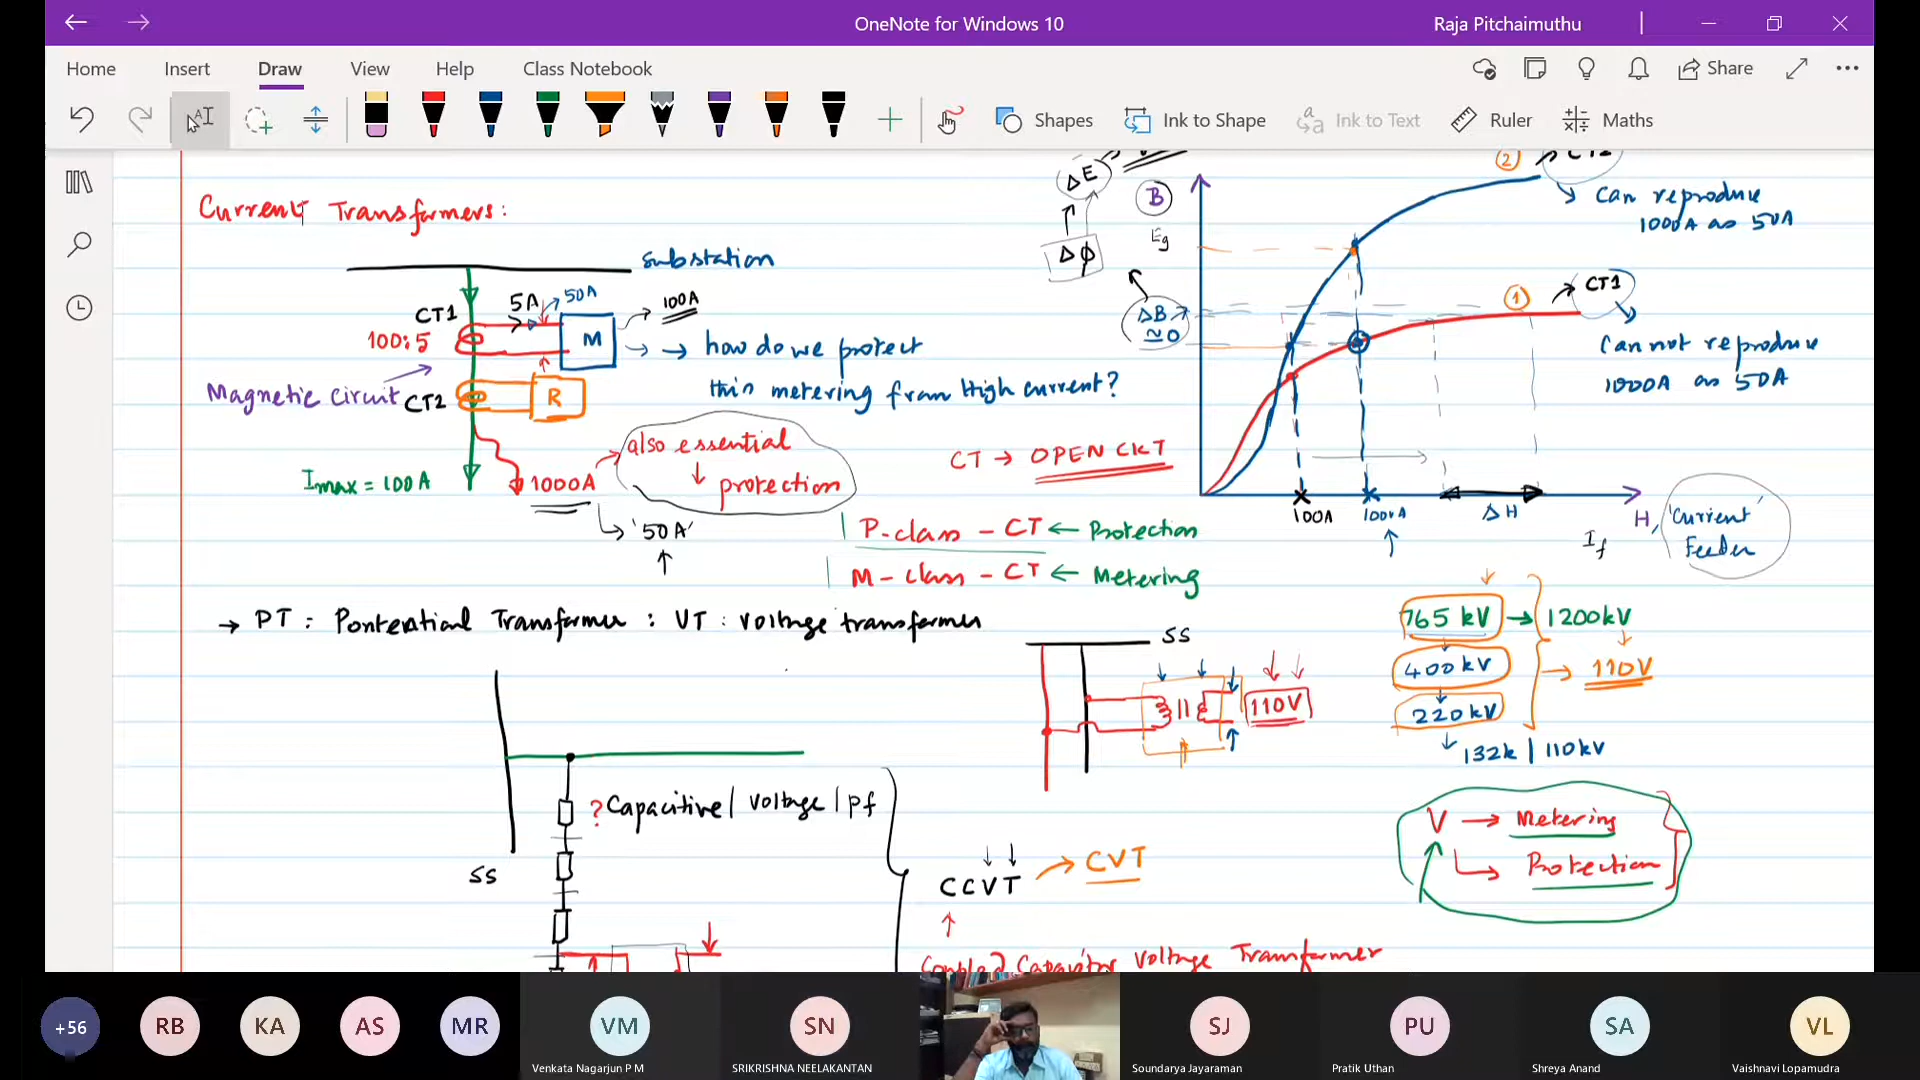 OneNote for Windows 10
Raja Pitchaimuthu
Home Insert Draw View Help Class Notebook
Share
Shapes
Ink to Shape
Ink to Text
Ruler
Maths
Current Transformers:
substation
CT1
5A
50A
100A
100:5
M
→ how do we protect
this metering from High current?
Magnetic Circuit
CT2
R
Imax = 100A
1000A
also essential
↓ protection
'50A'
CT → OPEN CKT
P-class - CT ← Protection
M-class - CT ← Metering
ΔE
Δφ
ΔB
≃0
B
Eg
2
Can reproduce
1000A as 50A
1
CT1
Cannot reproduce
1000A as 50A
100A
1000A
ΔH
H,
If
'Current'
Feeder
→ PT : Pontential Transformer : VT : voltage transformer
SS
110V
765 kV → 1200kV
400kV → 110V
220kV
132k | 110kV
? Capacitive | voltage | pf
SS
CCVT → CVT
V → Metering
Protection
Coupled Capacitor Voltage Transformer
+56
RB
KA
AS
MR
VM
SN
SJ
PU
SA
VL
Venkata Nagarjun P M
SRIKRISHNA NEELAKANTAN
Soundarya Jayaraman
Pratik Uthan
Shreya Anand
Vaishnavi Lopamudra